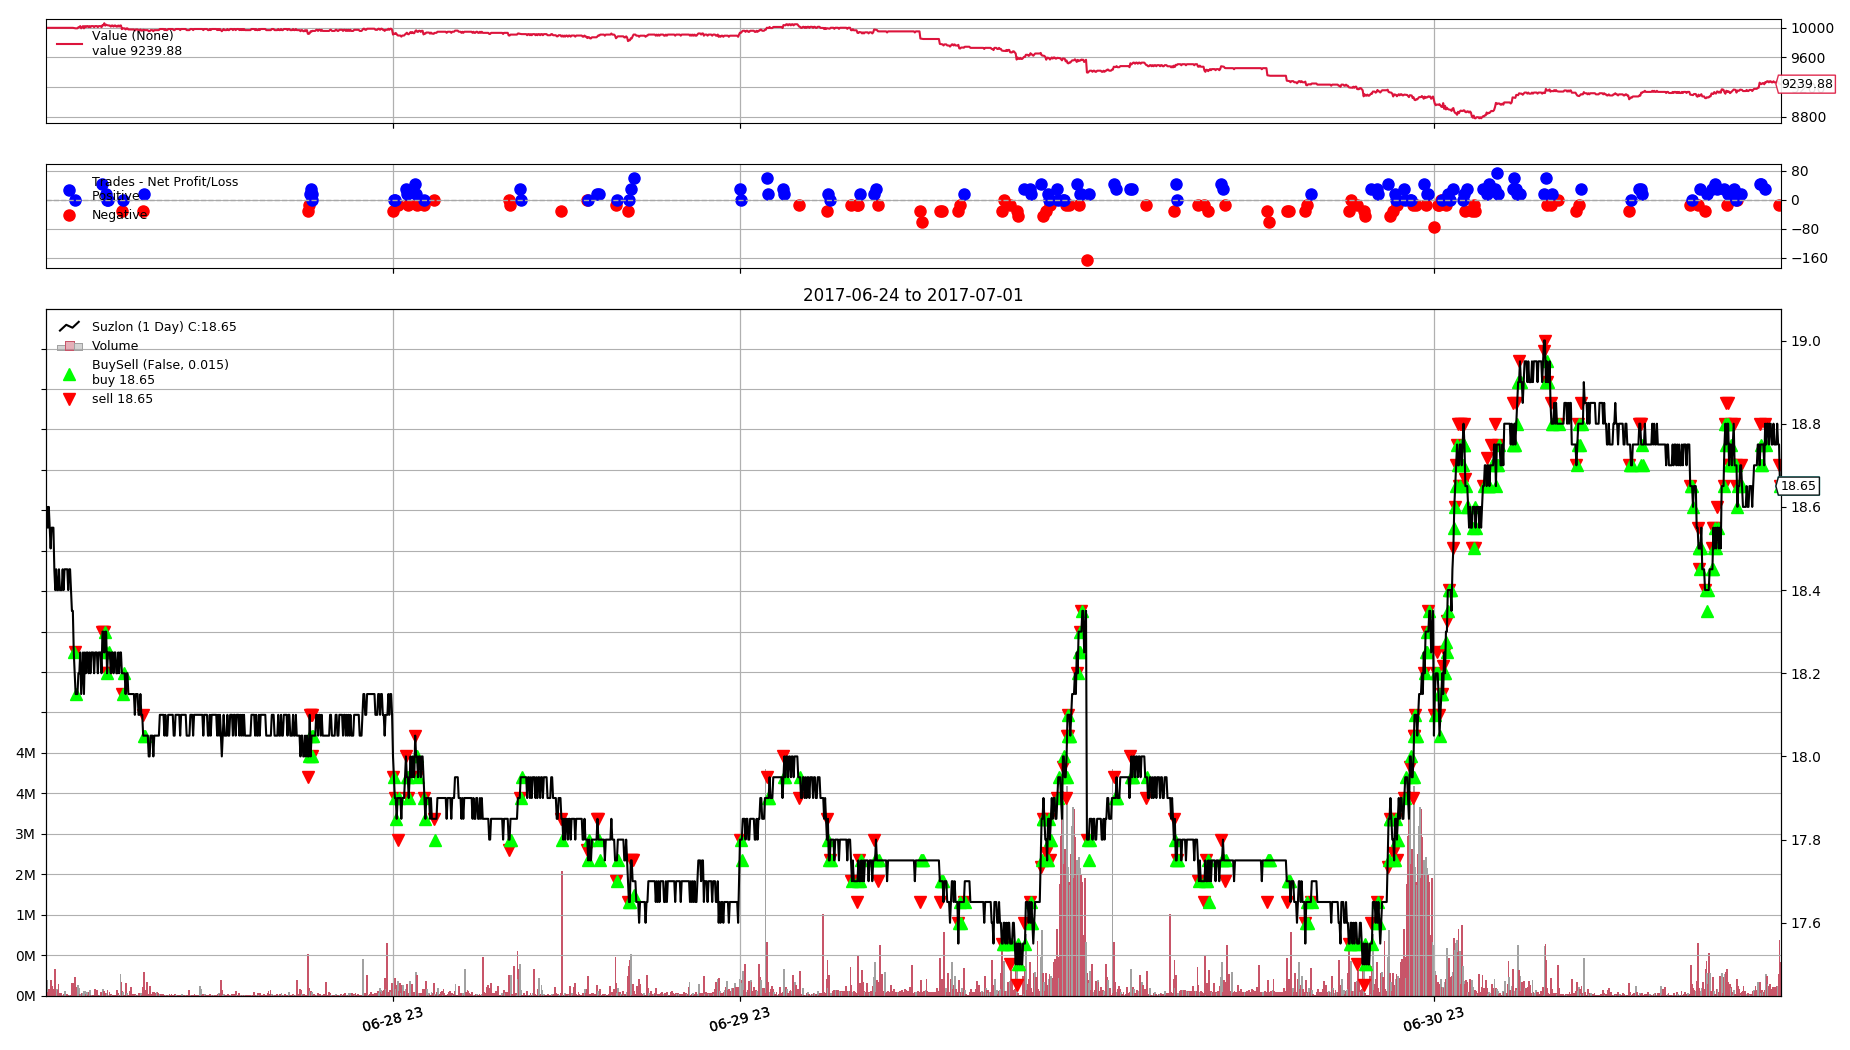 Value (None)
value 9239.88
10000
9600
9239.88
8800
Trades - Net Profit/Loss
Positive
Negative
80
0
−80
−160
2017-06-24 to 2017-07-01
Suzlon (1 Day) C:18.65
Volume
BuySell (False, 0.015)
buy 18.65
sell 18.65
19.0
18.8
18.65
18.6
18.4
18.2
18.0
17.8
17.6
4M
4M
3M
2M
1M
0M
0M
06-28 23
06-29 23
06-30 23